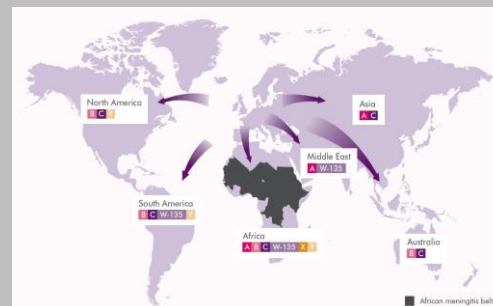 North America
B C Y
Asia
A C
Middle East
A W-135
South America
B C W-135 Y
Africa
A B C W-135 X Y
Australia
B C
African meningitis belt